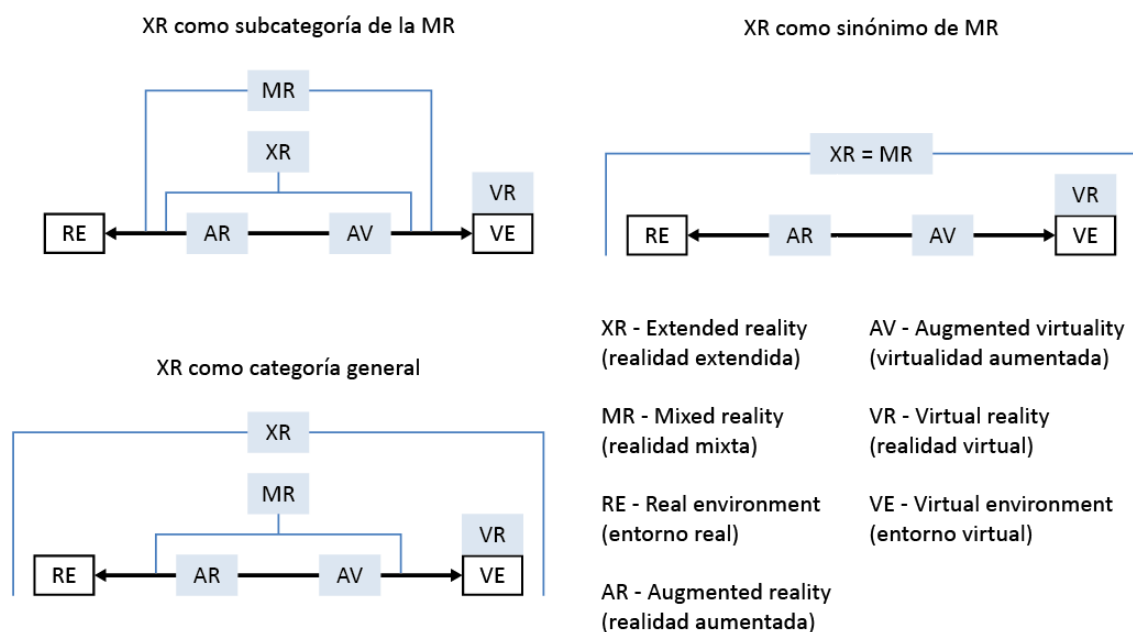 XR como subcategoría de la MR
MR
XR
VR
RE
AR
AV
VE
XR como sinónimo de MR
XR = MR
VR
RE
AR
AV
VE
XR como categoría general
XR
MR
VR
RE
AR
AV
VE
XR - Extended reality
(realidad extendida)
MR - Mixed reality
(realidad mixta)
RE - Real environment
(entorno real)
AR - Augmented reality
(realidad aumentada)
AV - Augmented virtuality
(virtualidad aumentada)
VR - Virtual reality
(realidad virtual)
VE - Virtual environment
(entorno virtual)